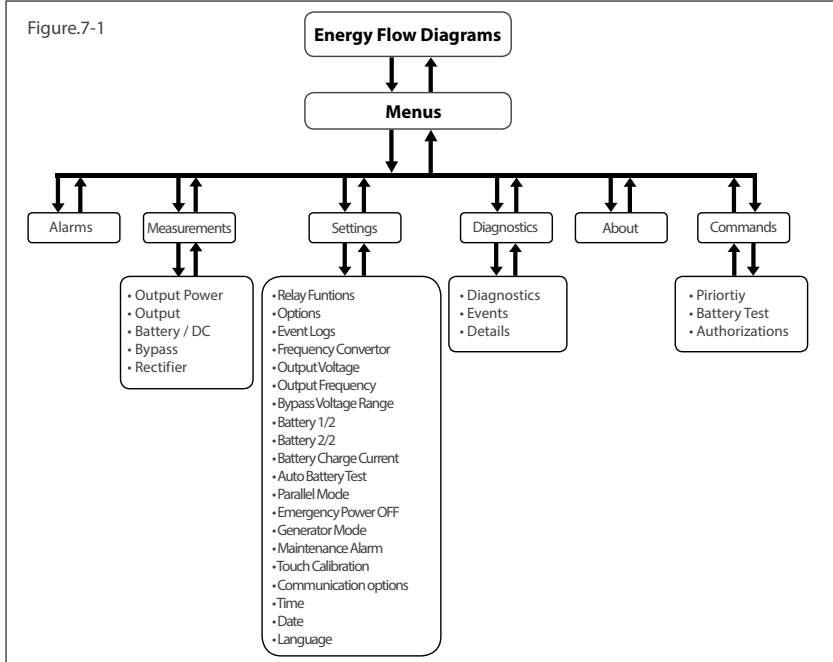 Figure.7-1
Energy Flow Diagrams
Menus
Alarms
Measurements
Settings
Diagnostics
About
Commands
• Output Power
• Output
• Battery / DC
• Bypass
• Rectifier
• Relay Funtions
• Options
• Event Logs
• Frequency Convertor
• Output Voltage
• Output Frequency
• Bypass Voltage Range
• Battery 1/2
• Battery 2/2
• Battery Charge Current
• Auto Battery Test
• Parallel Mode
• Emergency Power OFF
• Generator Mode
• Maintenance Alarm
• Touch Calibration
• Communication options
• Time
• Date
• Language
• Diagnostics
• Events
• Details
• Piriortiy
• Battery Test
• Authorizations